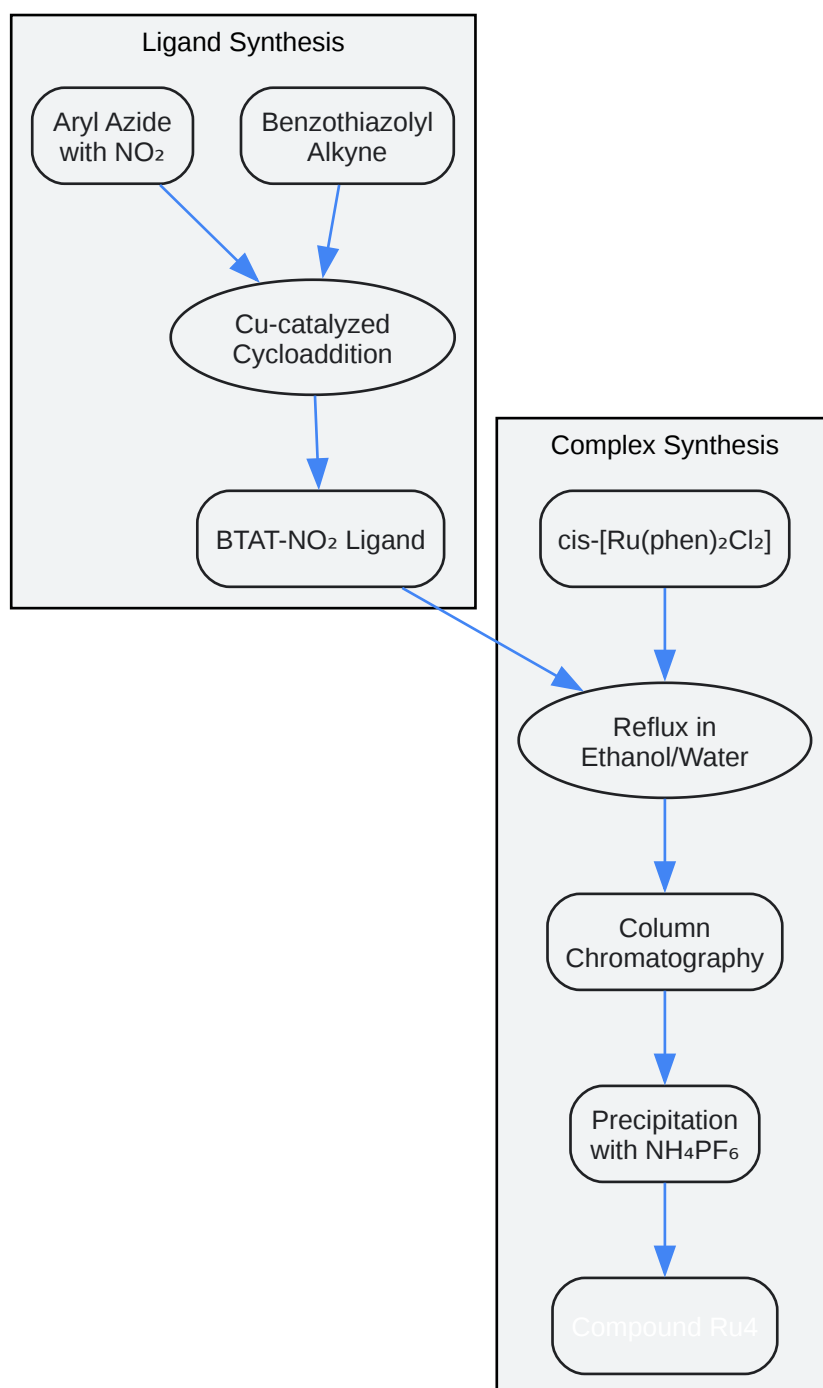 Ligand Synthesis
Aryl Azide
with NO₂
Benzothiazolyl
Alkyne
Cu-catalyzed
Cycloaddition
BTAT-NO₂ Ligand
Complex Synthesis
cis-[Ru(phen)₂Cl₂]
Reflux in
Ethanol/Water
Column
Chromatography
Precipitation
with NH₄PF₆
Compound Ru4